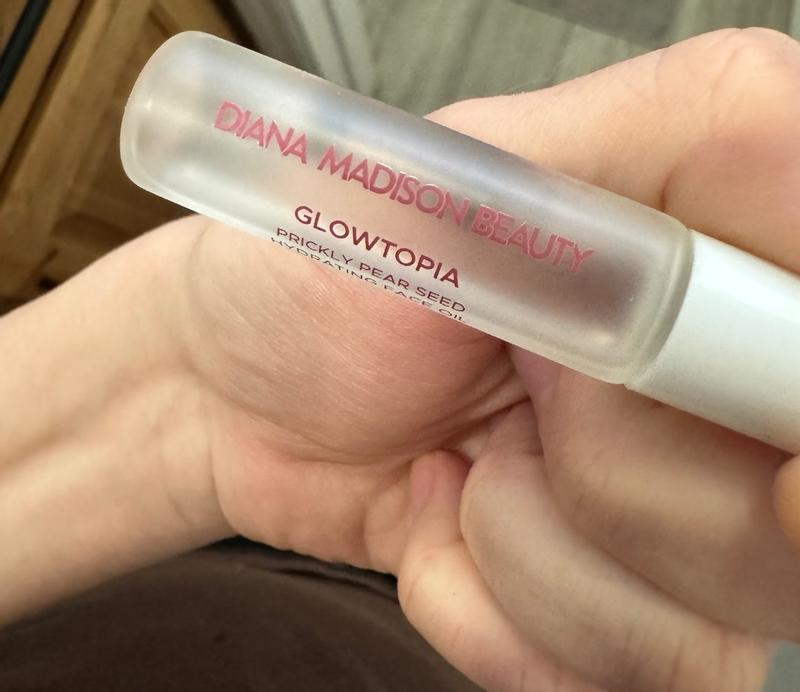 DIANA MADISON BEAUTY
GLOWTOPIA
PRICKLY PEAR SEED
HYDRATING FACE OIL